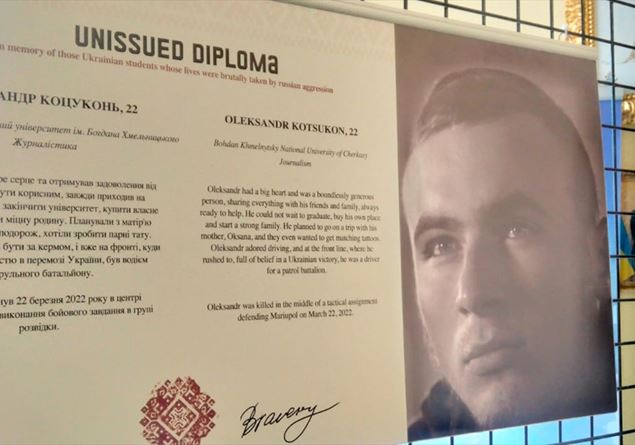 UNISSUED DIPLOMA
n memory of those Ukrainian students whose lives were brutally taken by russian aggression
АНДР КОЦУКОНЬ, 22
університет ім. Богдана Хмельницького
Журналістика
ре серце та отримував задоволення від
ути корисним, завжди приходив на
закінчити університет, купити власне
и міцну родину. Планували з матір'ю
подорож, хотіли зробити парні тату.
бути за кермом, і вже на фронті, куди
стю в перемозі України, був водієм
рульного батальйону.
нув 22 березня 2022 року в центрі
виконання бойового завдання в групі
розвідки.
OLEKSANDR KOTSUKON, 22
Bohdan Khmelnytsky National University of Cherkasy
Journalism
Oleksandr had a big heart and was a boundlessly generous
person, sharing everything with his friends and family, always
ready to help. He could not wait to graduate, buy his own place
and start a strong family. He planned to go on a trip with his
mother, Oksana, and they even wanted to get matching tattoos.
Oleksandr adored driving, and at the front line, where he
rushed to, full of belief in a Ukrainian victory, he was a driver
for a patrol battalion.
Oleksandr was killed in the middle of a tactical assignment
defending Mariupol on March 22, 2022.
Bravery